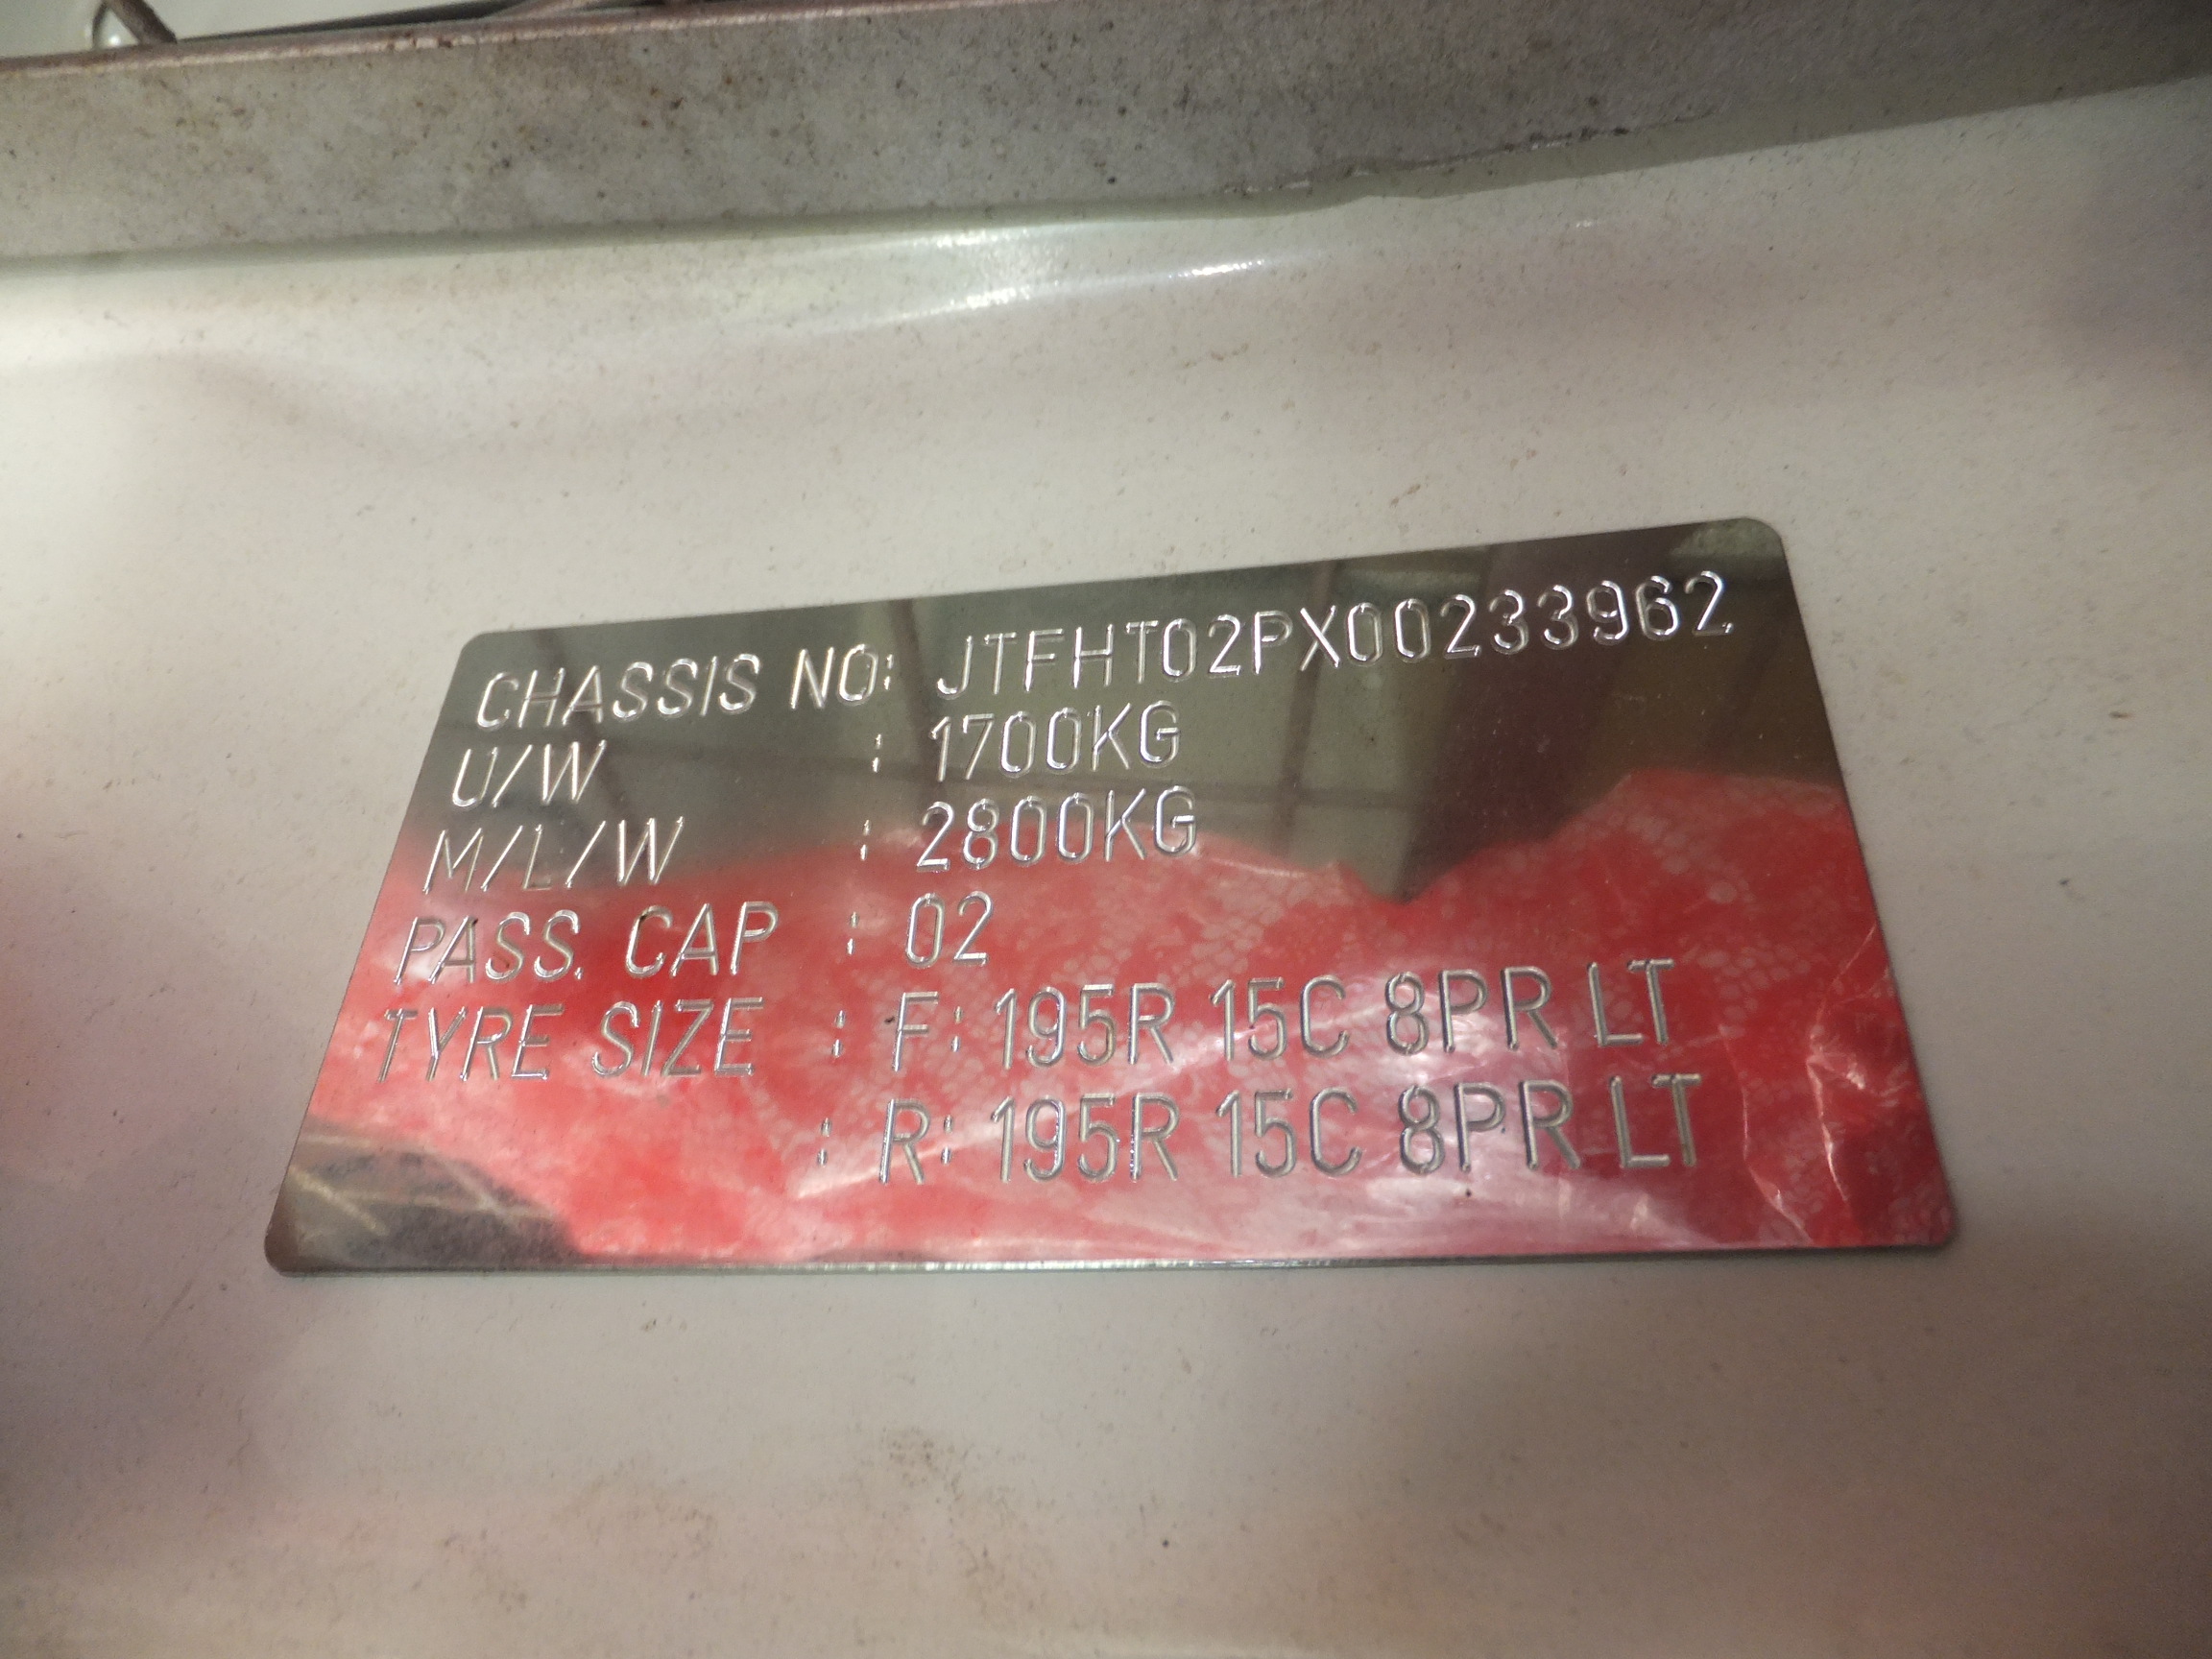 CHASSIS NO: JTFHT02PX00233962
U/W : 1700KG
M/L/W : 2800KG
PASS. CAP : 02
TYRE SIZE : F: 195R 15C 8PR LT
: R: 195R 15C 8PR LT